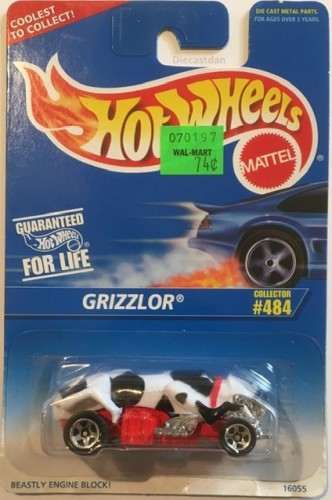 COOLEST
TO COLLECT!
DIE CAST METAL PARTS.
FOR AGES OVER 3 YEARS.
Diecastdan
HOT WHEELS
070197
WAL-MART
74¢
MATTEL
GUARANTEED
Hot Wheels
FOR LIFE
GRIZZLOR®
COLLECTOR
#484
BEASTLY ENGINE BLOCK!
16055